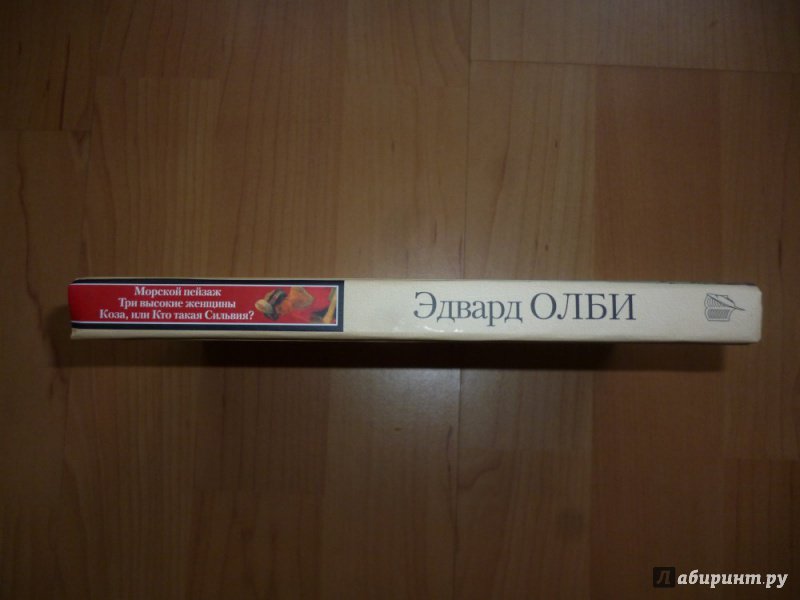 Морской пейзаж
Три высокие женщины
Коза, или Кто такая Сильвия?
Эдвард ОЛБИ
Лабиринт.ру